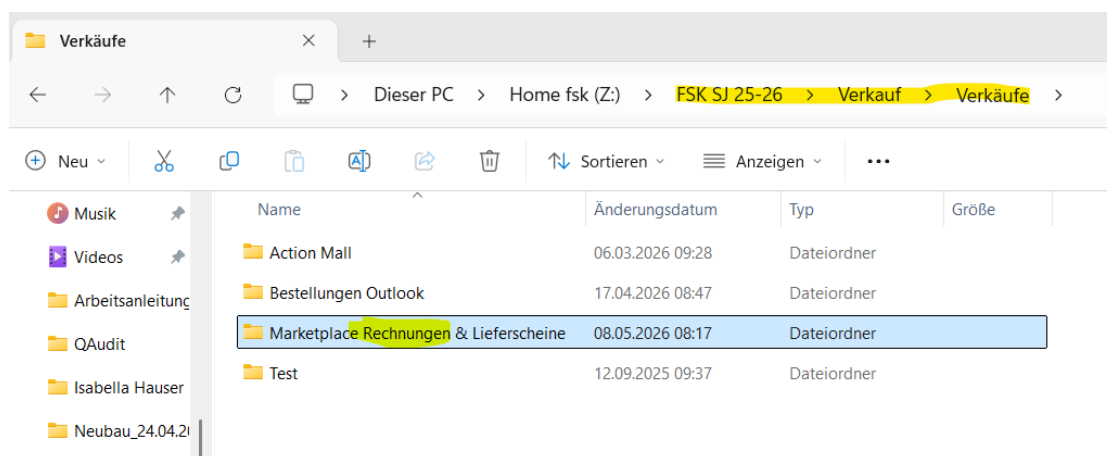 Verkäufe
Dieser PC > Home fsk (Z:) > FSK SJ 25-26 > Verkauf > Verkäufe >
Neu Sortieren Anzeigen
Name Änderungsdatum Typ Größe
Musik
Videos
Arbeitsanleitung
QAudit
Isabella Hauser
Neubau_24.04.20
Action Mall 06.03.2026 09:28 Dateiordner
Bestellungen Outlook 17.04.2026 08:47 Dateiordner
Marketplace Rechnungen & Lieferscheine 08.05.2026 08:17 Dateiordner
Test 12.09.2025 09:37 Dateiordner